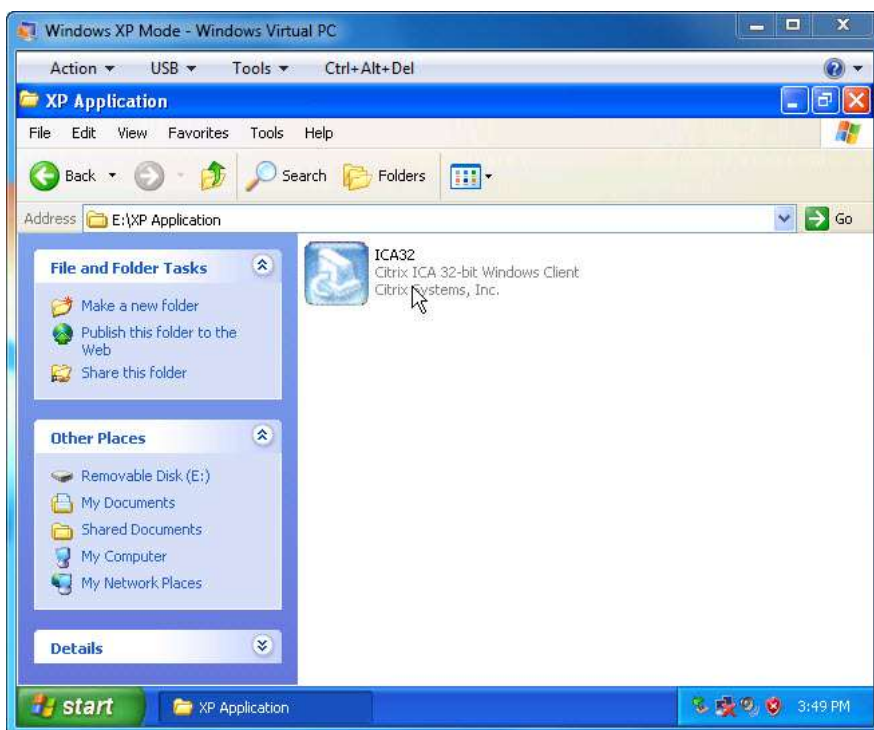 Windows XP Mode - Windows Virtual PC
Action USB Tools Ctrl+Alt+Del
XP Application
File Edit View Favorites Tools Help
Back Search Folders
Address E:\XP Application Go
File and Folder Tasks
Make a new folder
Publish this folder to the
Web
Share this folder
Other Places
Removable Disk (E:)
My Documents
Shared Documents
My Computer
My Network Places
Details
ICA32
Citrix ICA 32-bit Windows Client
Citrix Systems, Inc.
start XP Application 3:49 PM